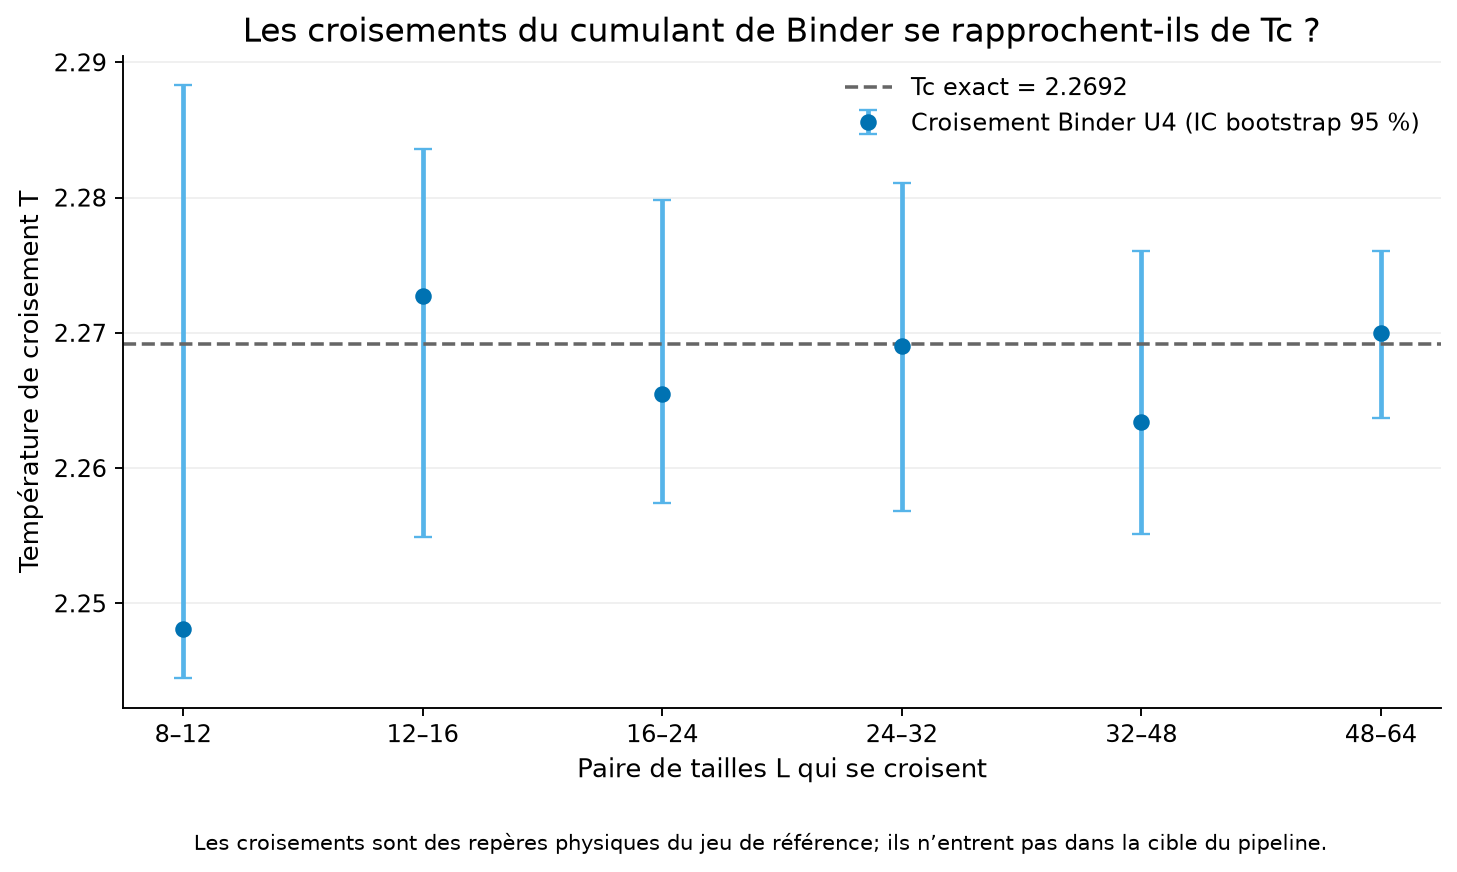 Les croisements du cumulant de Binder se rapprochent-ils de Tc ?
Tc exact = 2.2692
Croisement Binder U4 (IC bootstrap 95 %)
Température de croisement T
2.29
2.28
2.27
2.26
2.25
8–12
12–16
16–24
24–32
32–48
48–64
Paire de tailles L qui se croisent
Les croisements sont des repères physiques du jeu de référence; ils n’entrent pas dans la cible du pipeline.